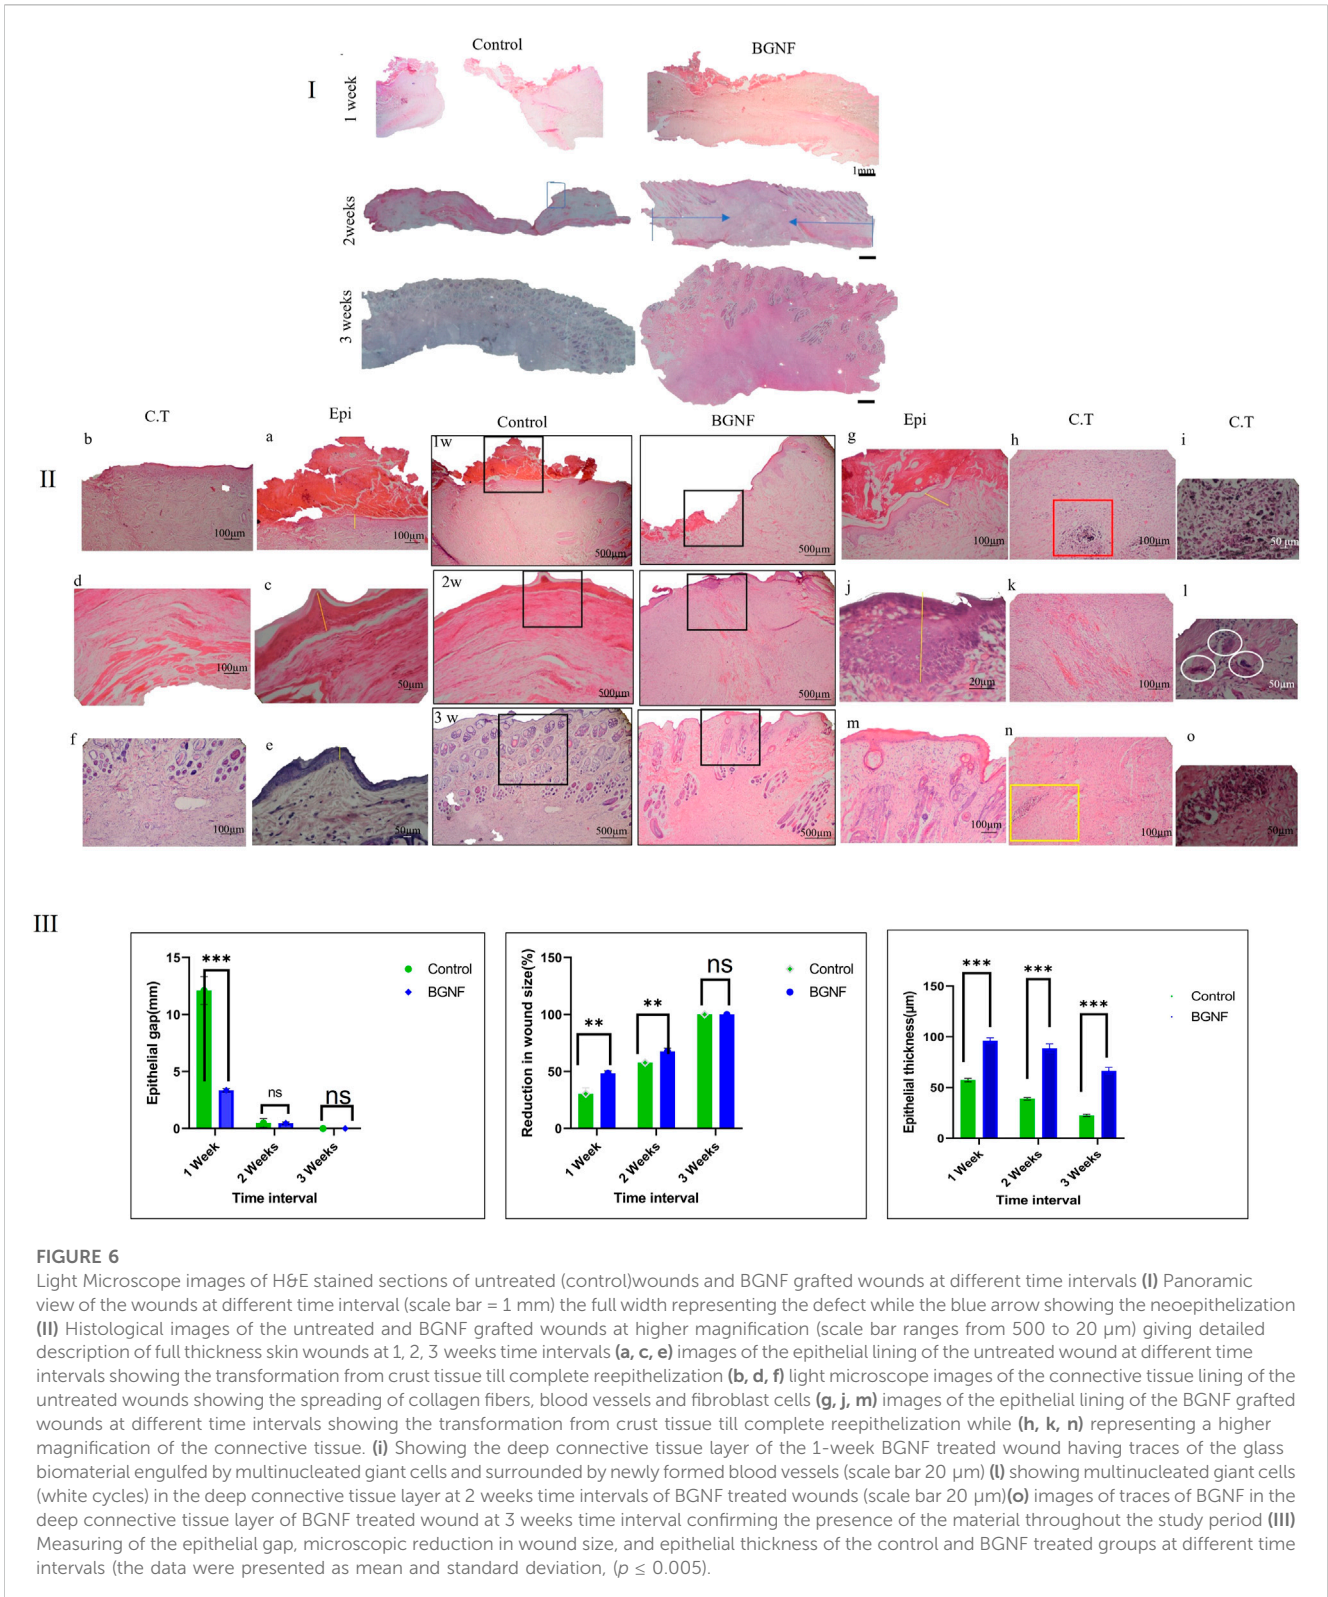 Control
BGNF
I
1 week
1mm
2weeks
3 weeks
C.T
Epi
Control
BGNF
Epi
C.T
C.T
II
b
100µm
a
100µm
1w
500µm
500µm
g
100µm
h
100µm
i
50 µm
d
100µm
c
50µm
2w
500µm
500µm
j
20µm
k
100µm
l
50µm
f
100µm
e
50µm
3 w
500µm
500µm
m
100µm
n
100µm
o
50µm
III
Epithelial gap(mm)
15
10
5
0
***
ns
ns
Control
BGNF
1 Week
2 Weeks
3 Weeks
Time interval
Reduction in wound size(%)
150
100
50
0
**
**
ns
Control
BGNF
1 Week
2 Weeks
3 Weeks
Time interval
Epithelial thickness(µm)
150
100
50
0
***
***
***
Control
BGNF
1 Week
2 Weeks
3 Weeks
Time interval
FIGURE 6
Light Microscope images of H&E stained sections of untreated (control)wounds and BGNF grafted wounds at different time intervals (I) Panoramic
view of the wounds at different time interval (scale bar = 1 mm) the full width representing the defect while the blue arrow showing the neoepithelization
(II) Histological images of the untreated and BGNF grafted wounds at higher magnification (scale bar ranges from 500 to 20 µm) giving detailed
description of full thickness skin wounds at 1, 2, 3 weeks time intervals (a, c, e) images of the epithelial lining of the untreated wound at different time
intervals showing the transformation from crust tissue till complete reepithelization (b, d, f) light microscope images of the connective tissue lining of the
untreated wounds showing the spreading of collagen fibers, blood vessels and fibroblast cells (g, j, m) images of the epithelial lining of the BGNF grafted
wounds at different time intervals showing the transformation from crust tissue till complete reepithelization while (h, k, n) representing a higher
magnification of the connective tissue. (i) Showing the deep connective tissue layer of the 1-week BGNF treated wound having traces of the glass
biomaterial engulfed by multinucleated giant cells and surrounded by newly formed blood vessels (scale bar 20 µm) (l) showing multinucleated giant cells
(white cycles) in the deep connective tissue layer at 2 weeks time intervals of BGNF treated wounds (scale bar 20 µm)(o) images of traces of BGNF in the
deep connective tissue layer of BGNF treated wound at 3 weeks time interval confirming the presence of the material throughout the study period (III)
Measuring of the epithelial gap, microscopic reduction in wound size, and epithelial thickness of the control and BGNF treated groups at different time
intervals (the data were presented as mean and standard deviation, (p ≤ 0.005).